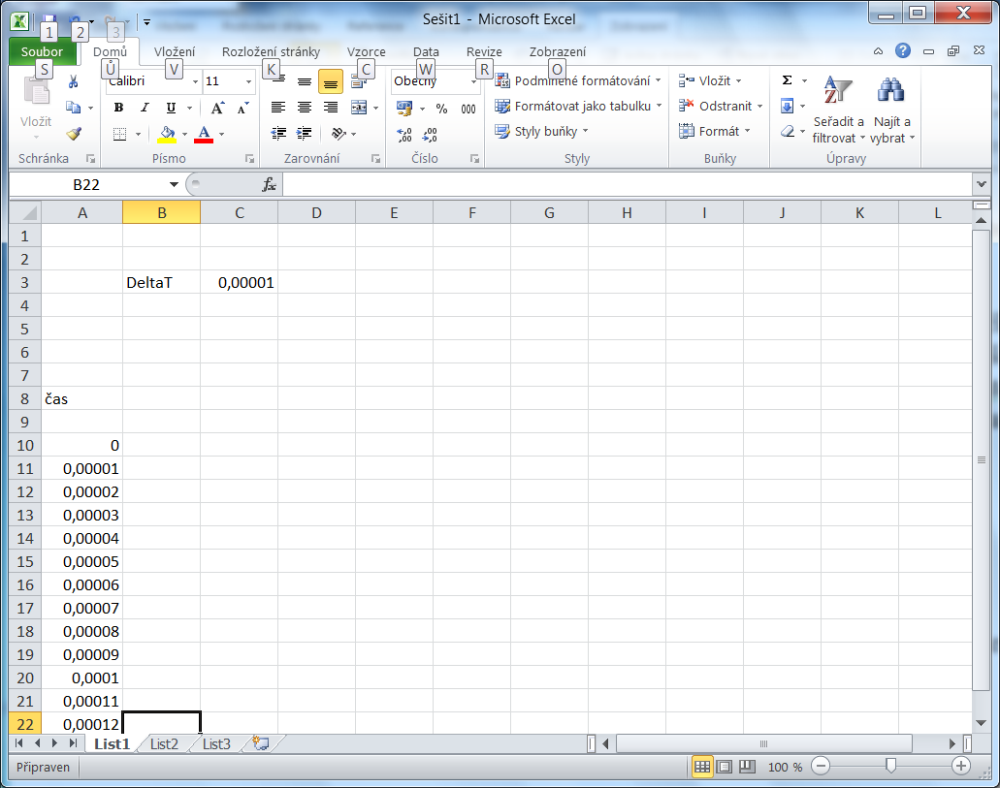 Sešit1 - Microsoft Excel
1 2 3
Soubor Domů Vložení Rozložení stránky Vzorce Data Revize Zobrazení
S Ů V K C W R O
Vložit
Calibri 11
B I U A A
A
Obecný
% 000
,00 ,00
Podmíněné formátování
Formátovat jako tabulku
Styly buňky
Vložit
Odstranit
Formát
Σ
Seřadit a filtrovat
Najít a vybrat
Schránka Písmo Zarovnání Číslo Styly Buňky Úpravy
B22 fx
A B C D E F G H I J K L
1
2
3 DeltaT 0,00001
4
5
6
7
8 čas
9
10 0
11 0,00001
12 0,00002
13 0,00003
14 0,00004
15 0,00005
16 0,00006
17 0,00007
18 0,00008
19 0,00009
20 0,0001
21 0,00011
22 0,00012
List1 List2 List3
Připraven 100 %